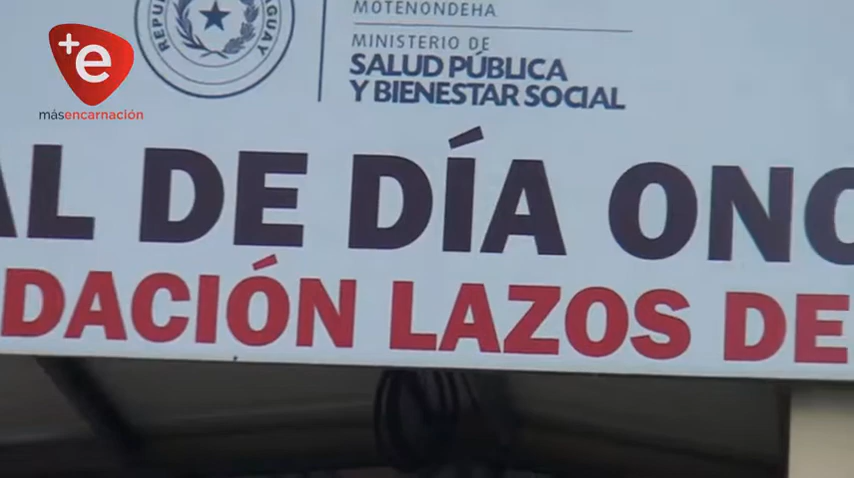 +e
másencarnación
MOTENONDEHA
MINISTERIO DE
SALUD PÚBLICA
Y BIENESTAR SOCIAL
AL DE DÍA ONC
DACIÓN LAZOS DE